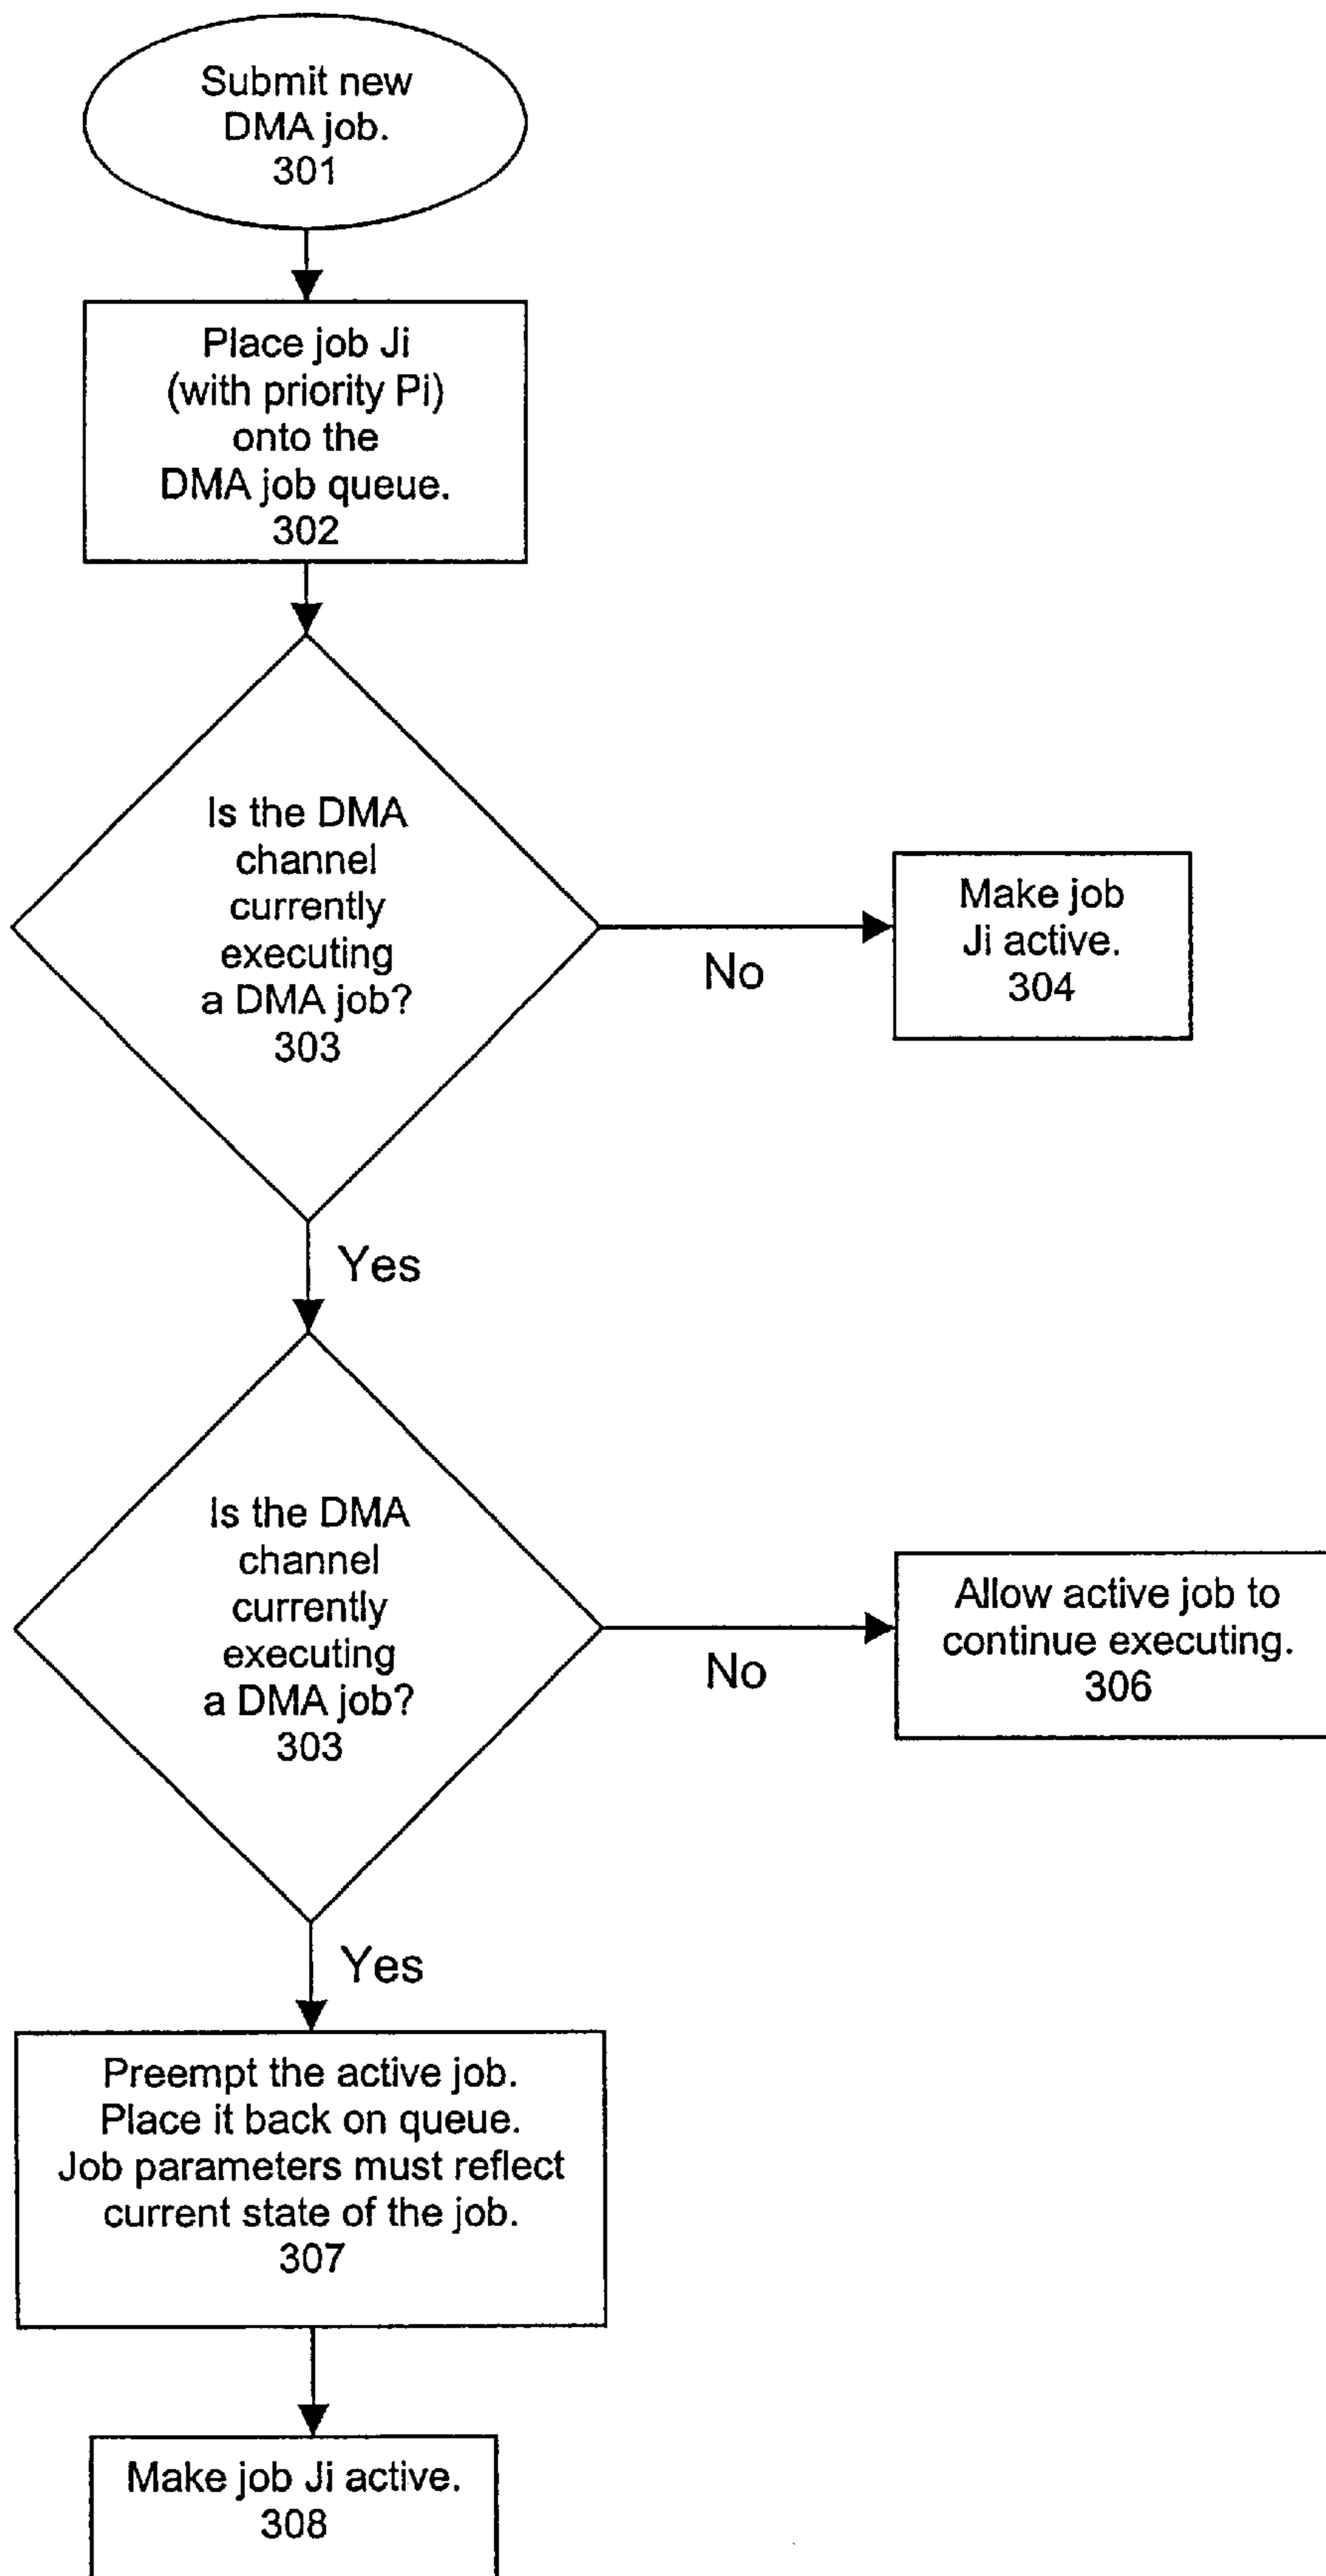 Submit new
DMA job.
301
Place job Ji
(with priority Pi)
onto the
DMA job queue.
302
Is the DMA
channel
currently
executing
a DMA job?
303
No
Make job
Ji active.
304
Yes
Is the DMA
channel
currently
executing
a DMA job?
303
No
Allow active job to
continue executing.
306
Yes
Preempt the active job.
Place it back on queue.
Job parameters must reflect
current state of the job.
307
Make job Ji active.
308